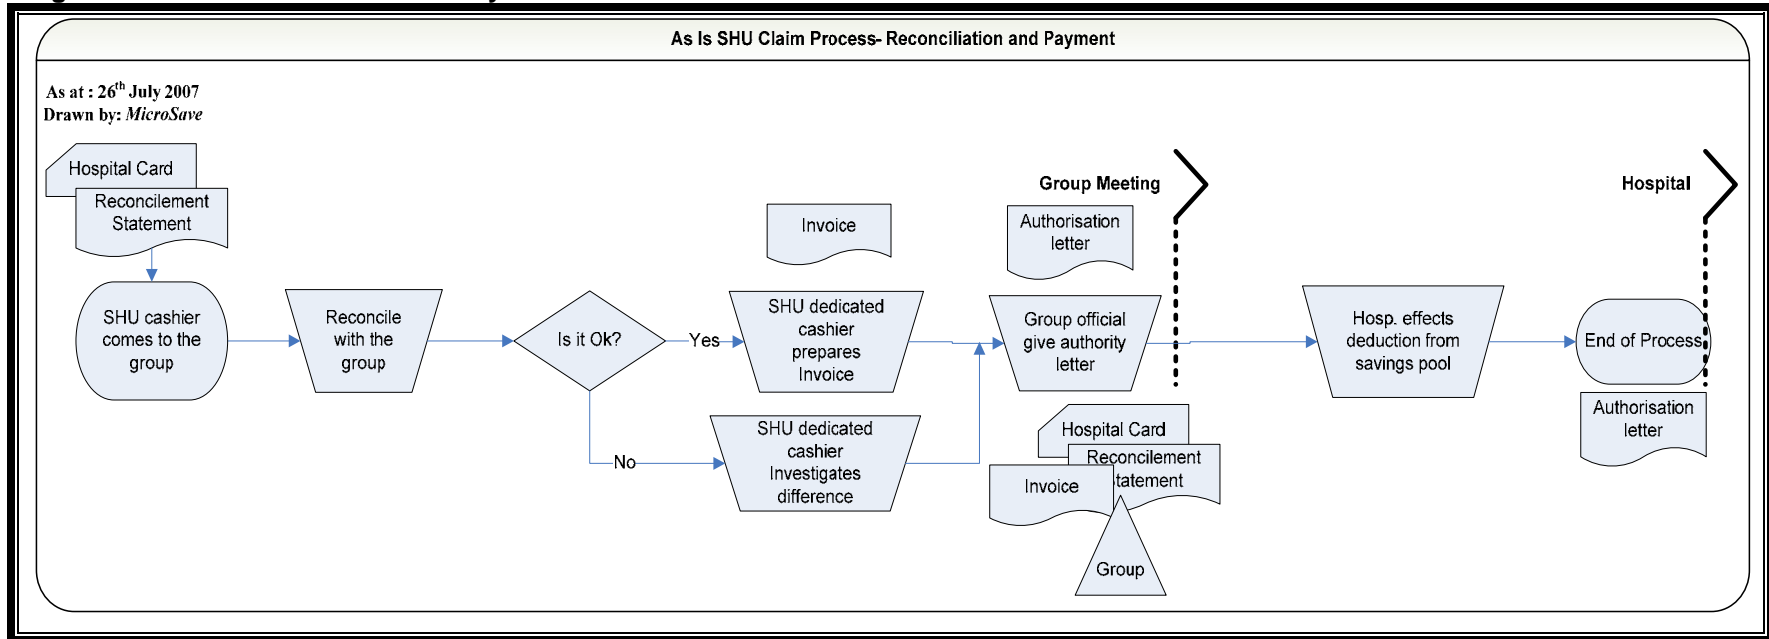 As Is SHU Claim Process- Reconciliation and Payment
As at : 26th July 2007
Drawn by: MicroSave
Hospital Card
Reconcilement
Statement
SHU cashier
comes to the
group
Reconcile
with the
group
Is it Ok?
Yes
No
Invoice
SHU dedicated
cashier
prepares
Invoice
SHU dedicated
cashier
Investigates
difference
Group Meeting
Authorisation
letter
Group official
give authority
letter
Hospital Card
Reconcilement
tatement
Invoice
Group
Hosp. effects
deduction from
savings pool
Hospital
End of Process
Authorisation
letter